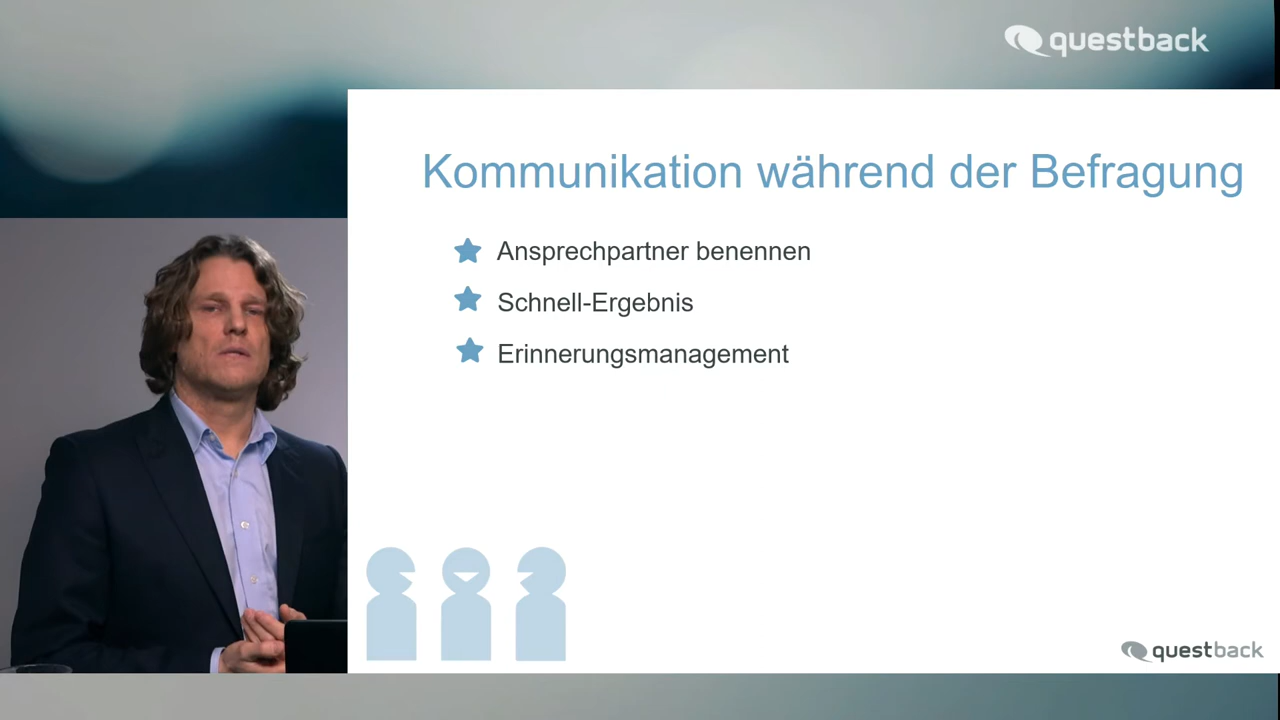 questback
Kommunikation während der Befragung
Ansprechpartner benennen
Schnell-Ergebnis
Erinnerungsmanagement
questback